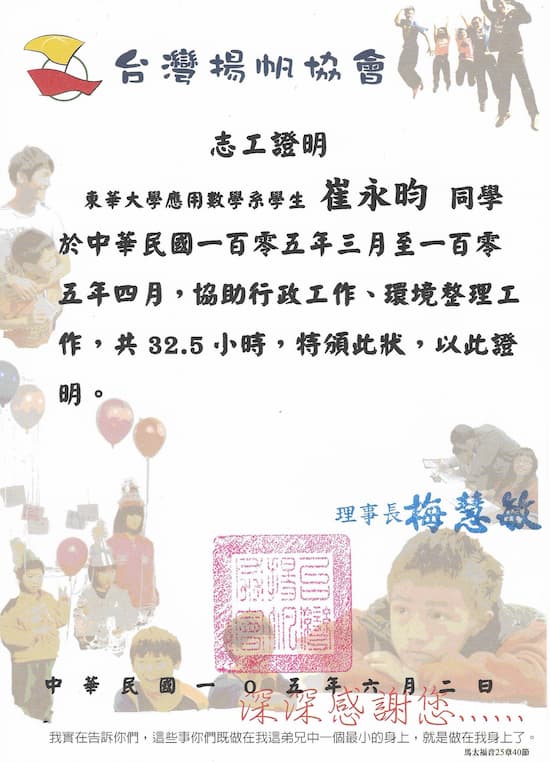 台灣揚帆協會
志工證明
東華大學應用數學系學生 崔永昀 同學
於中華民國一百零五年三月至一百零
五年四月，協助行政工作、環境整理工
作，共 32.5 小時，特頒此狀，以此證
明。
理事長 梅慧敏
台灣揚帆協會
中華民國一０五年六月二日
深深感謝您......
我實在告訴你們，這些事你們既做在我這弟兄中一個最小的身上，就是做在我身上了。
馬太福音25章40節